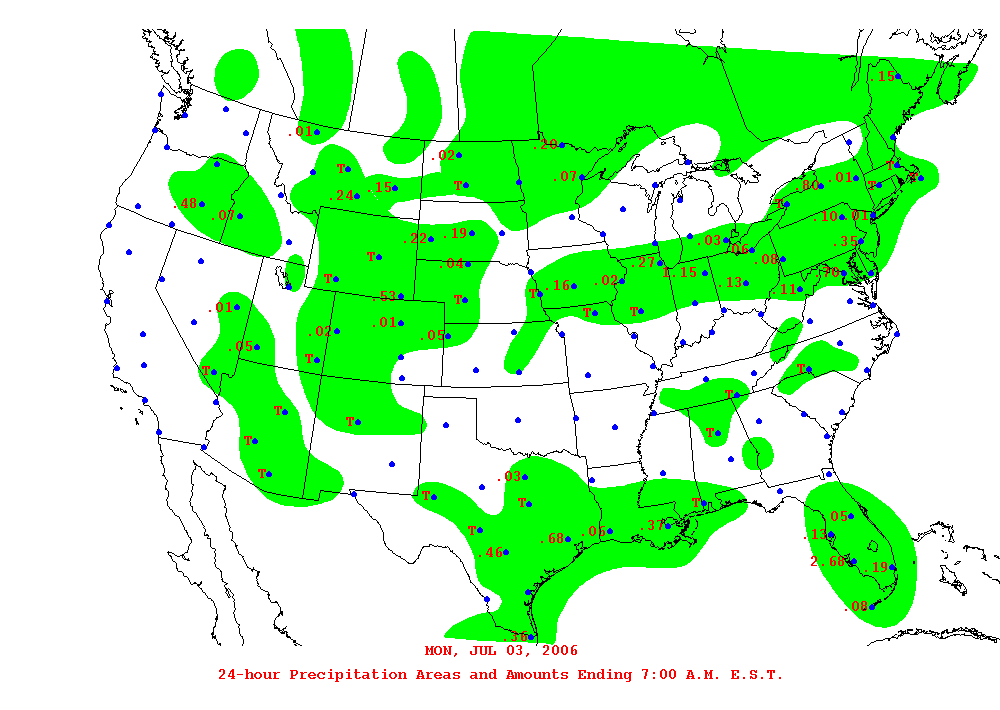 .15
.01
.02
.20
T
.24
.15
T
.07
.80
.01
T
T
T
.48
.07
T
.10
.01
.22
.19
.03
.06
.35
T
.04
.27
1.15
.08
.70
T
.53
T
.16
.02
.13
.11
.01
.02
.01
.05
T
T
.05
T
T
T
T
T
T
T
T
.03
T
T
T
T
.46
.68
.05
.37
.05
.13
2.68
.19
.08
.36
MON, JUL 03, 2006
24-hour Precipitation Areas and Amounts Ending 7:00 A.M. E.S.T.